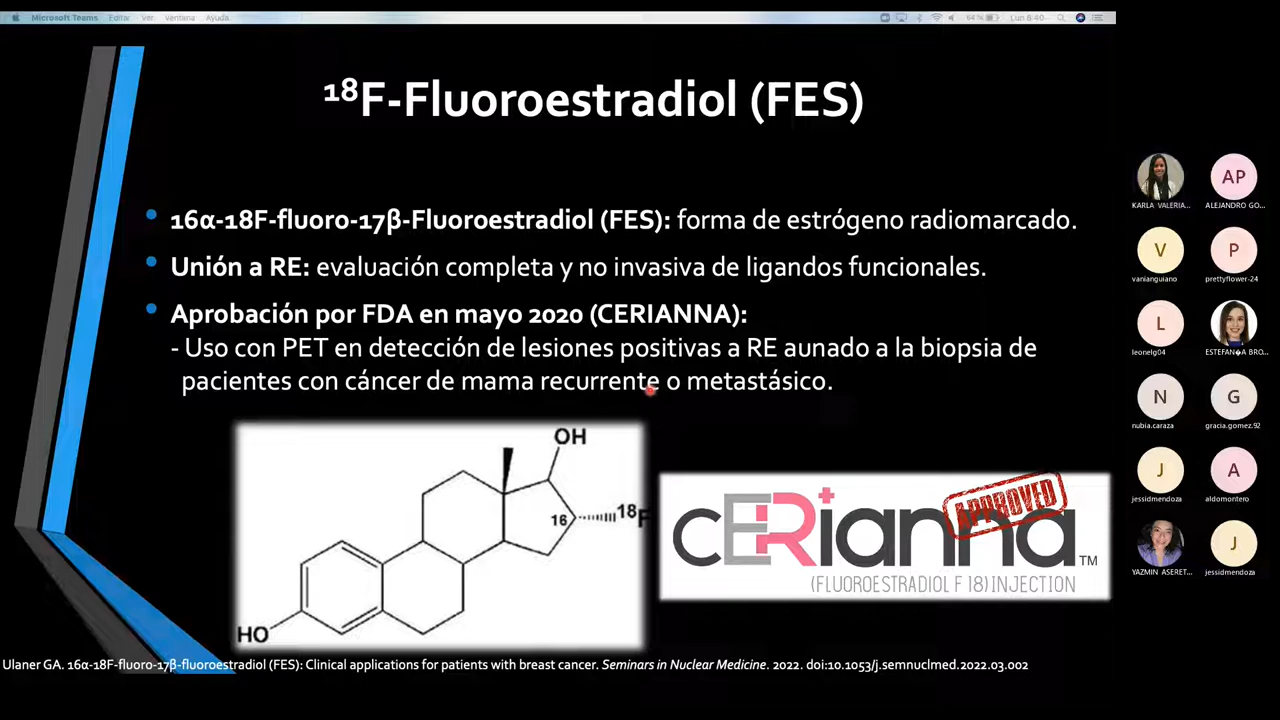 Microsoft Teams Editar Ver Ventana Ayuda
64 % Lun 8:40
¹⁸F-Fluoroestradiol (FES)
• 16α-18F-fluoro-17β-Fluoroestradiol (FES): forma de estrógeno radiomarcado.
• Unión a RE: evaluación completa y no invasiva de ligandos funcionales.
• Aprobación por FDA en mayo 2020 (CERIANNA):
- Uso con PET en detección de lesiones positivas a RE aunado a la biopsia de
pacientes con cáncer de mama recurrente o metastásico.
OH
16
¹⁸F
HO
cERianna™
APPROVED
(FLUOROESTRADIOL F 18) INJECTION
Ulaner GA. 16α-18F-fluoro-17β-fluoroestradiol (FES): Clinical applications for patients with breast cancer. Seminars in Nuclear Medicine. 2022. doi:10.1053/j.semnuclmed.2022.03.002
KARLA VALERIA...
AP
ALEJANDRO GO...
V
vanianguiano
P
prettyflower-24
L
leonelg04
ESTEFAN�A BRO...
N
nubia.caraza
G
gracia.gomez.92
J
jessidmendoza
A
aldomontero
YAZMIN ASERET...
J
jessidmendoza